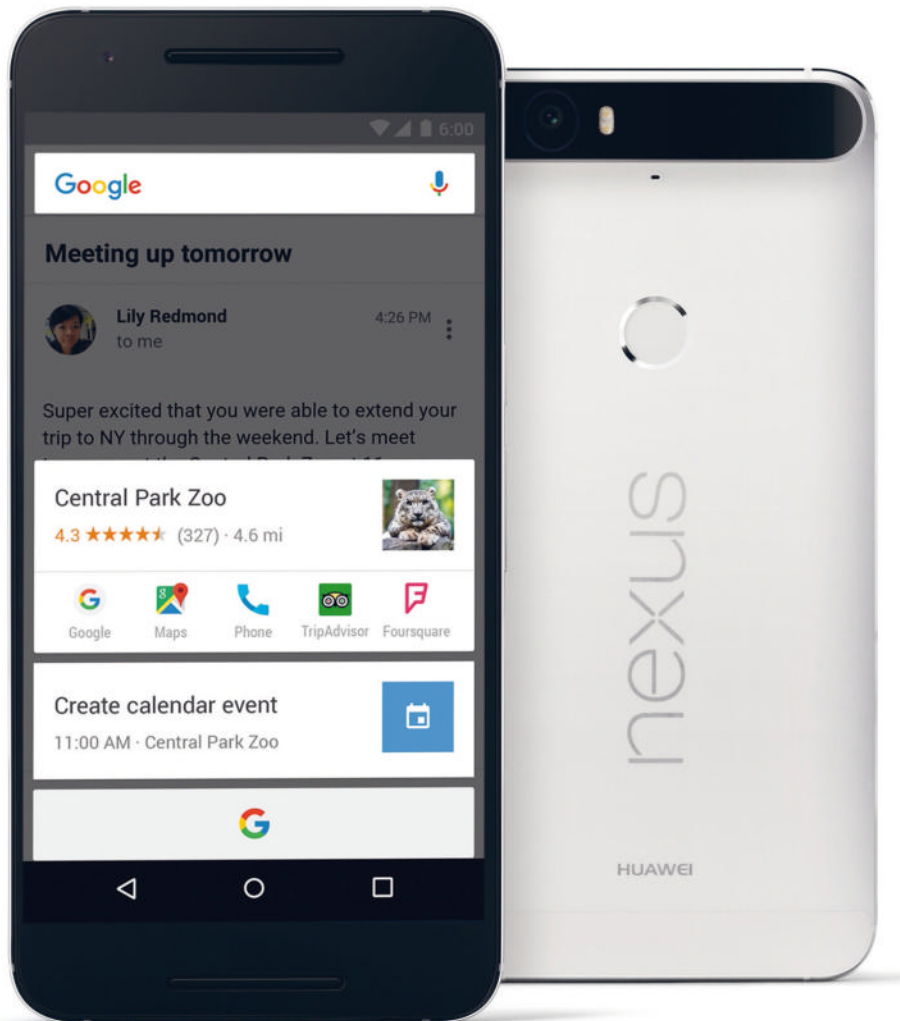 6:00
Google
Meeting up tomorrow
Lily Redmond
4:26 PM
to me
Super excited that you were able to extend your
trip to NY through the weekend. Let's meet
Central Park Zoo
4.3 ★★★★★ (327) · 4.6 mi
Google
Maps
Phone
TripAdvisor
Foursquare
Create calendar event
11:00 AM · Central Park Zoo
G
nexus
HUAWEI